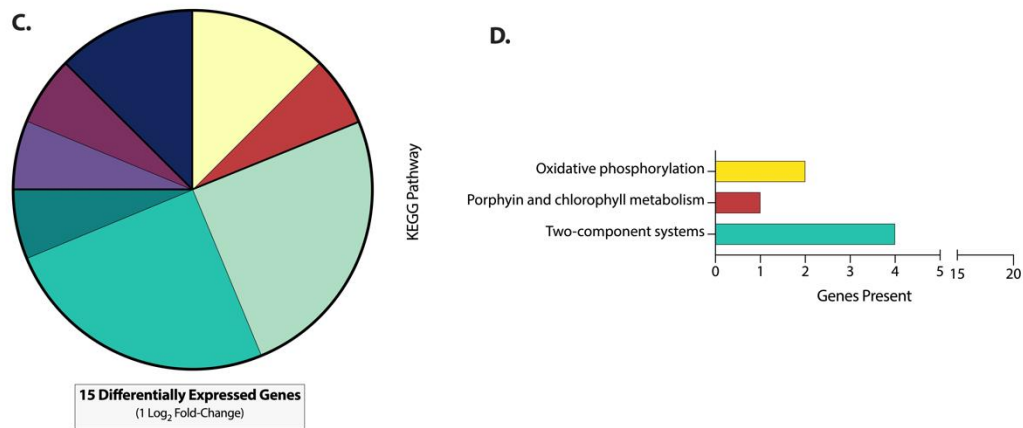 C.
15 Differentially Expressed Genes
(1 Log₂ Fold-Change)
D.
KEGG Pathway
Oxidative phosphorylation
Porphyin and chlorophyll metabolism
Two-component systems
0 1 2 3 4 5 15 20
Genes Present